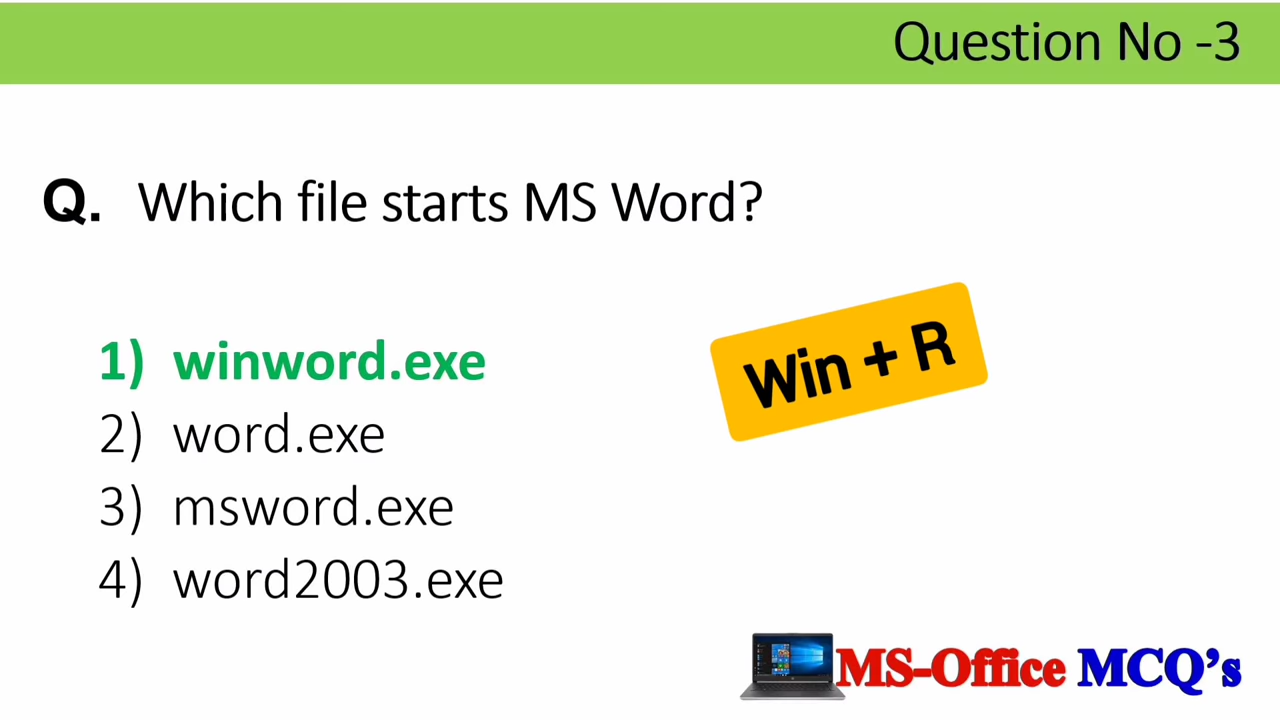 Question No -3
Q. Which file starts MS Word?
1) winword.exe
Win + R
2) word.exe
3) msword.exe
4) word2003.exe
MS-Office MCQ's